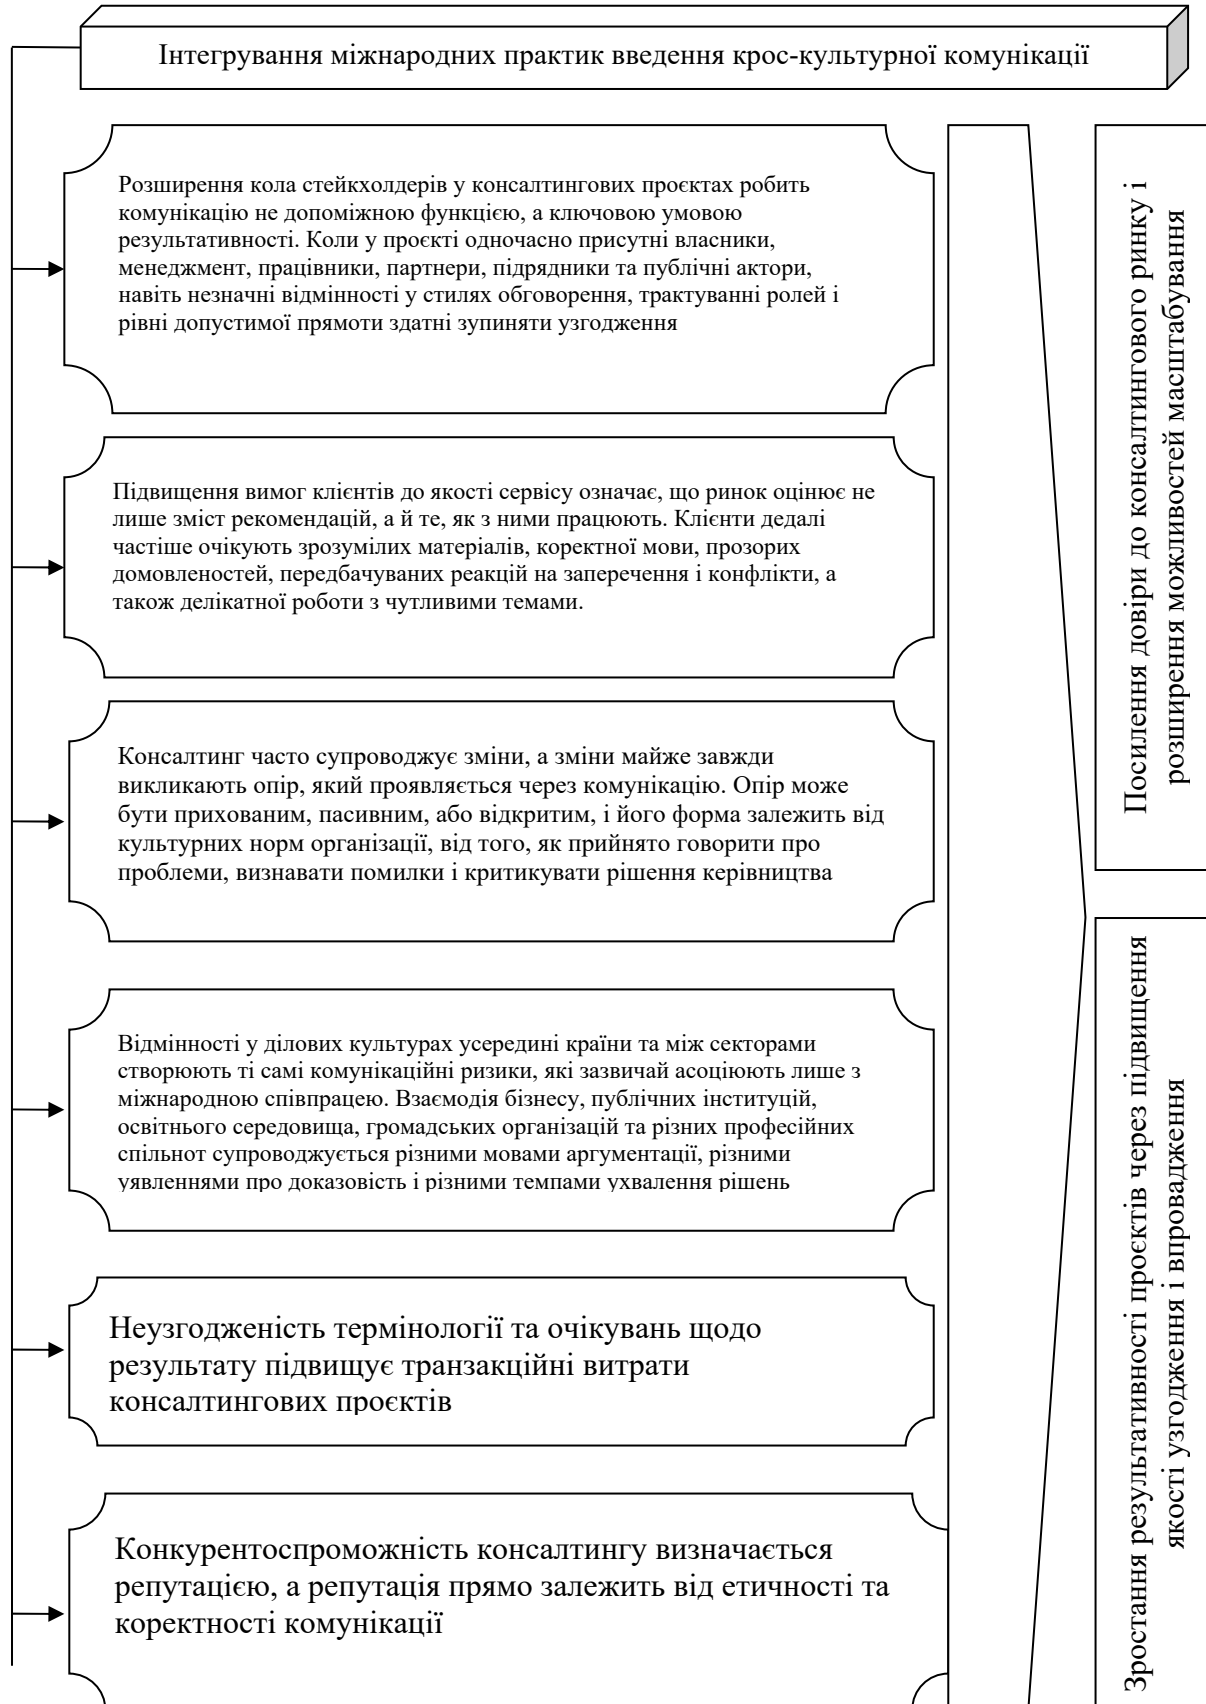 Інтегрування міжнародних практик введення крос-культурної комунікації
Розширення кола стейкхолдерів у консалтингових проєктах робить
комунікацію не допоміжною функцією, а ключовою умовою
результативності. Коли у проєкті одночасно присутні власники,
менеджмент, працівники, партнери, підрядники та публічні актори,
навіть незначні відмінності у стилях обговорення, трактуванні ролей і
рівні допустимої прямоти здатні зупиняти узгодження
Підвищення вимог клієнтів до якості сервісу означає, що ринок оцінює не
лише зміст рекомендацій, а й те, як з ними працюють. Клієнти дедалі
частіше очікують зрозумілих матеріалів, коректної мови, прозорих
домовленостей, передбачуваних реакцій на заперечення і конфлікти, а
також делікатної роботи з чутливими темами.
Консалтинг часто супроводжує зміни, а зміни майже завжди
викликають опір, який проявляється через комунікацію. Опір може
бути прихованим, пасивним, або відкритим, і його форма залежить від
культурних норм організації, від того, як прийнято говорити про
проблеми, визнавати помилки і критикувати рішення керівництва
Відмінності у ділових культурах усередині країни та між секторами
створюють ті самі комунікаційні ризики, які зазвичай асоціюють лише з
міжнародною співпрацею. Взаємодія бізнесу, публічних інституцій,
освітнього середовища, громадських організацій та різних професійних
спільнот супроводжується різними мовами аргументації, різними
уявленнями про доказовість і різними темпами ухвалення рішень
Неузгодженість термінології та очікувань щодо
результату підвищує транзакційні витрати
консалтингових проєктів
Конкурентоспроможність консалтингу визначається
репутацією, а репутація прямо залежить від етичності та
коректності комунікації
Посилення довіри до консалтингового ринку і
розширення можливостей масштабування
Зростання результативності проєктів через підвищення
якості узгодження і впровадження